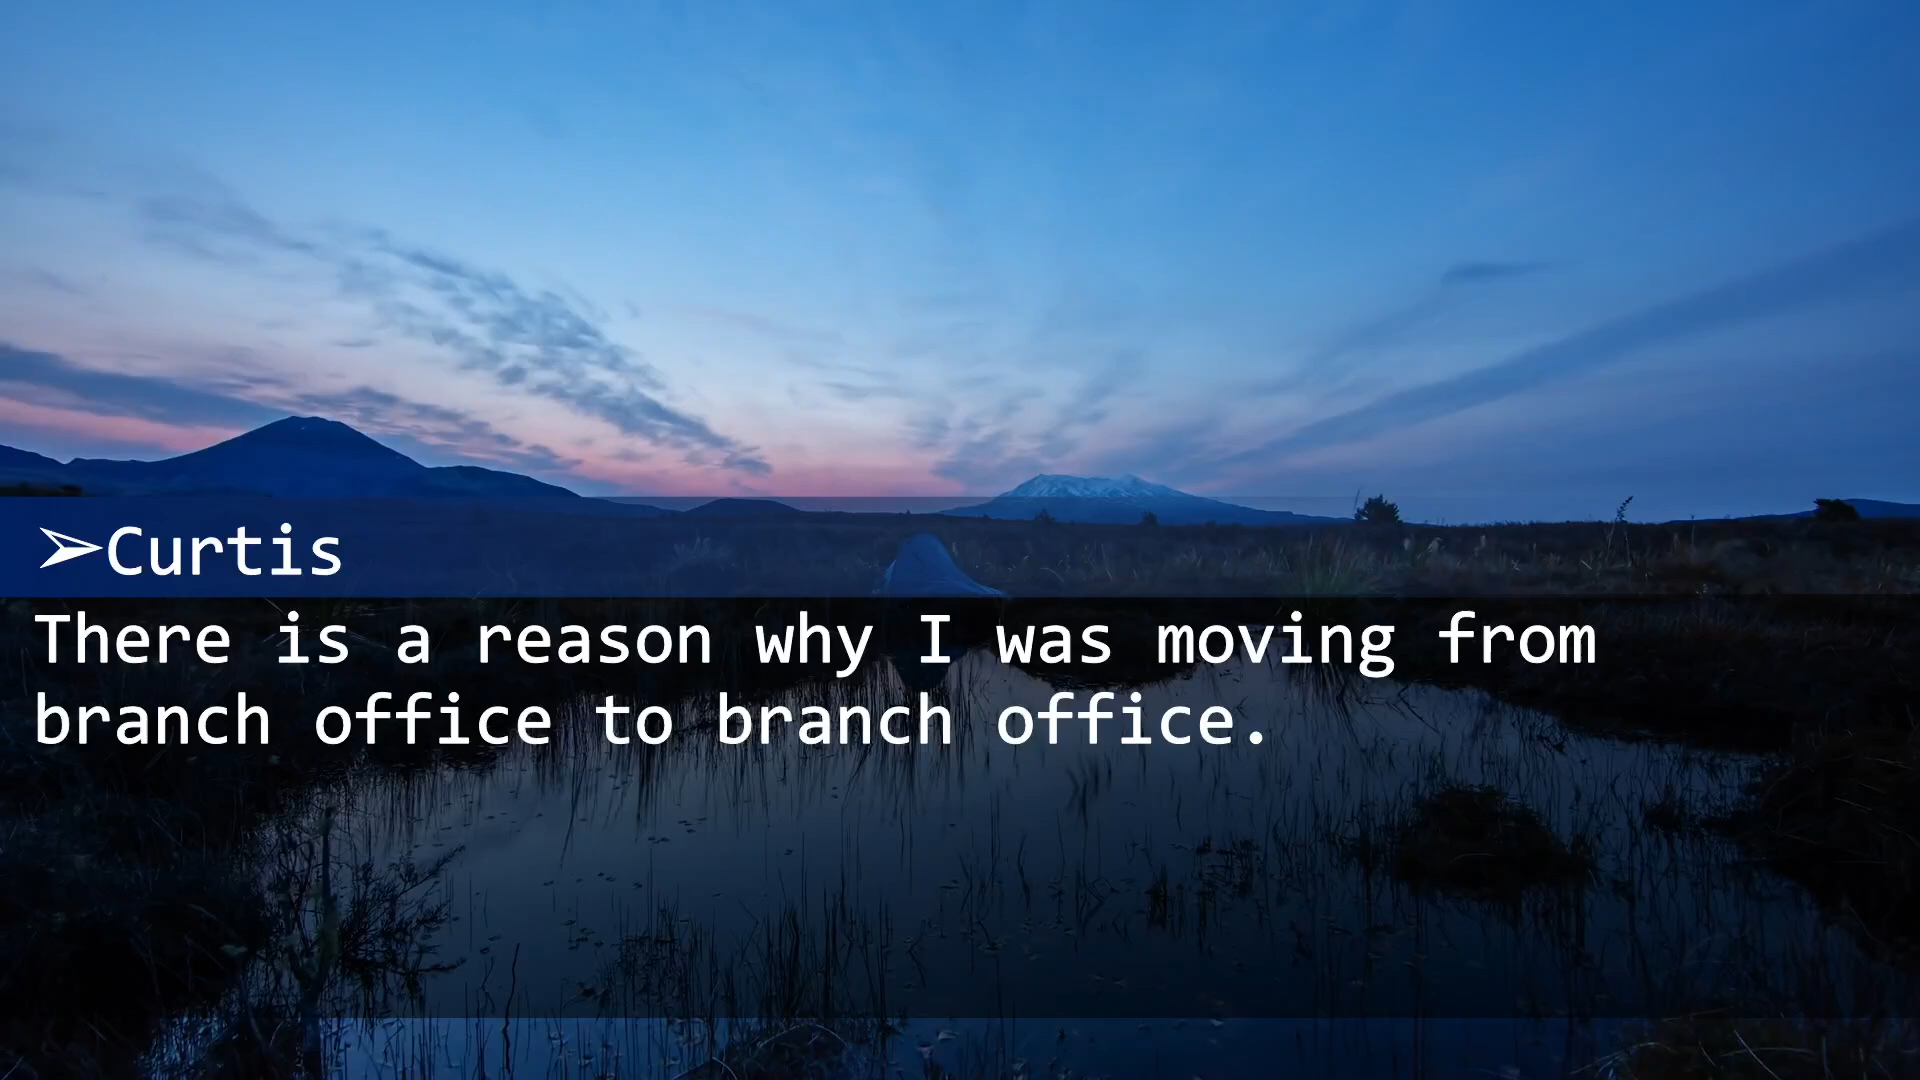 ➢Curtis
There is a reason why I was moving from
branch office to branch office.